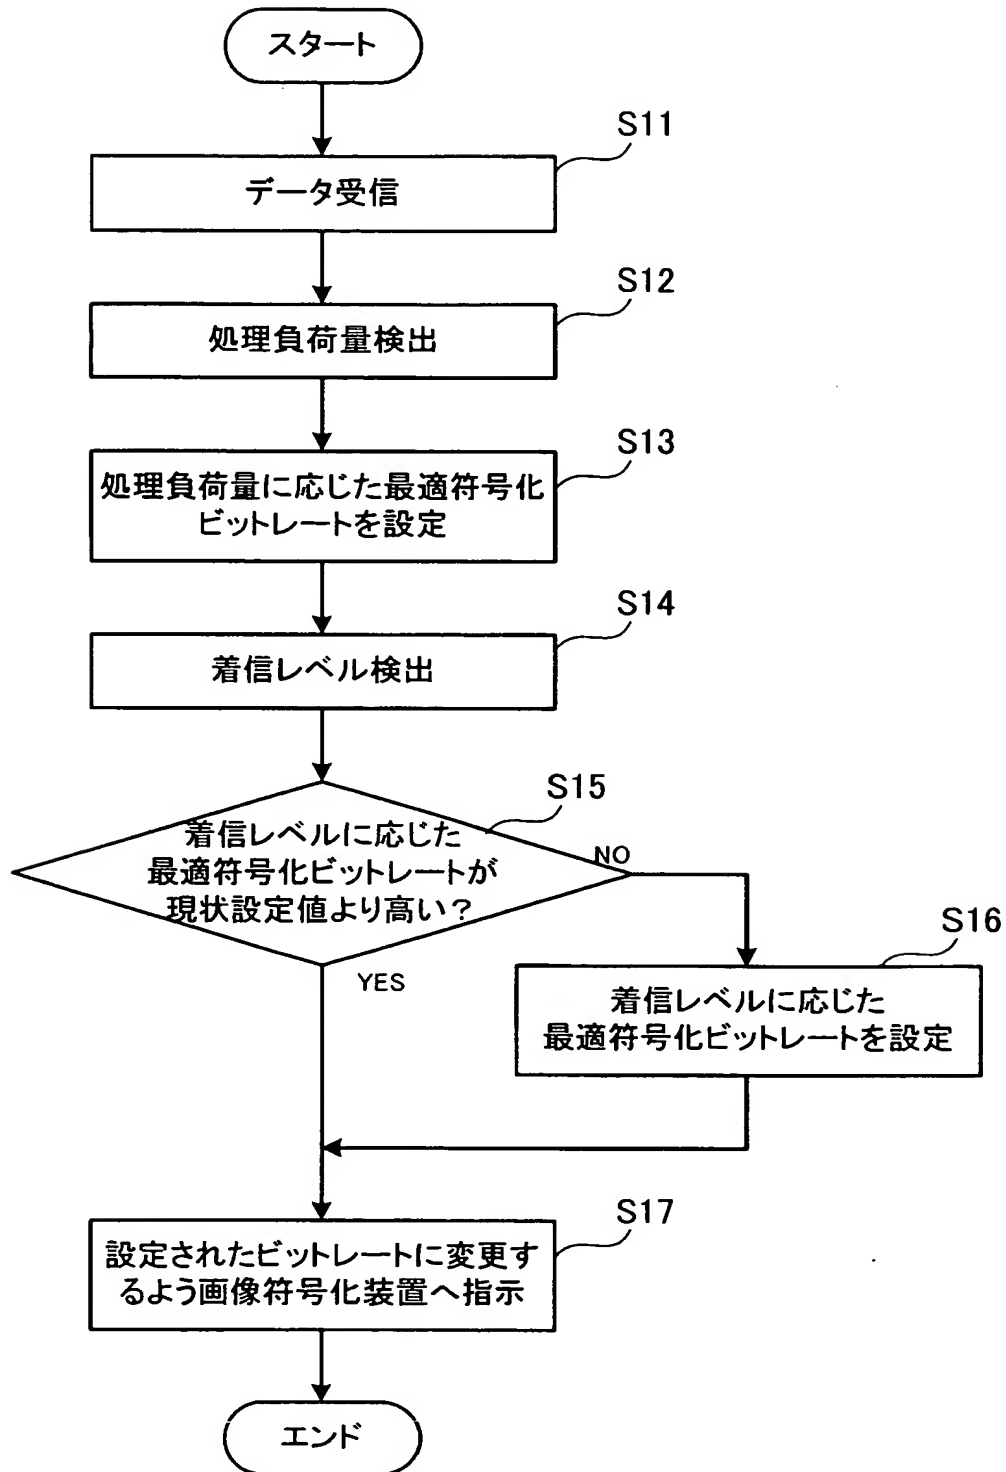 スタート
S11
データ受信
S12
処理負荷量検出
S13
処理負荷量に応じた最適符号化
ビットレートを設定
S14
着信レベル検出
S15
着信レベルに応じた
最適符号化ビットレートが
現状設定値より高い？
NO
YES
S16
着信レベルに応じた
最適符号化ビットレートを設定
S17
設定されたビットレートに変更す
るよう画像符号化装置へ指示
エンド